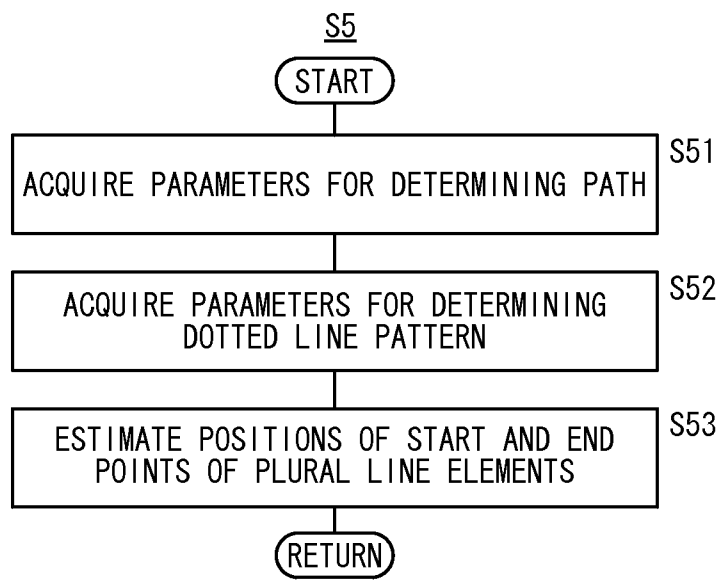 S5
START
S51
ACQUIRE PARAMETERS FOR DETERMINING PATH
S52
ACQUIRE PARAMETERS FOR DETERMINING
DOTTED LINE PATTERN
S53
ESTIMATE POSITIONS OF START AND END
POINTS OF PLURAL LINE ELEMENTS
RETURN